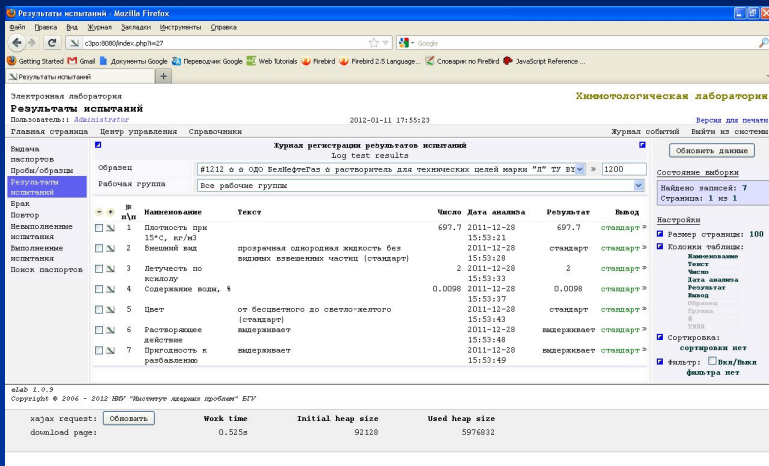 Результаты испытаний - Mozilla Firefox
Файл Правка Вид Журнал Закладки Инструменты Справка
c3po:8080/index.php?i=27 Google
Getting Started Gmail Документы Google Переводчик Google Web Tutorials Firebird Firebird 2.5 Language... Словарик по FireBird JavaScript Reference ...
Результаты испытаний +
Электронная лаборатория Химмотологическая лаборатория
Результаты испытаний
Пользователь:: Administrator 2012-01-11 17:55:23 Версия для печати
Главная страница Центр управления Справочники Журнал событий Выйти из системы
Выдача паспортов
Пробы/образцы
Результаты испытаний
Брак
Повтор
Невыполненные испытания
Выполненные испытания
Поиск паспортов
Журнал регистрации результатов испытаний
Log test results
Образец #1212 ☆ ☆ ОДО БелНефтеГаз ☆ растворитель для технических целей марки "Л" ТУ BY » 1200
Рабочая группа Все рабочие группы
- + № п\п Наименование Текст Число Дата анализа Результат Вывод
1 Плотность при 15*С, кг/м3 697.7 2011-12-28 15:53:21 697.7 стандарт »
2 Внешний вид прозрачная однородная жидкость без видимых взвешенных частиц (стандарт) 2011-12-28 15:53:28 стандарт стандарт »
3 Летучесть по ксилолу 2 2011-12-28 15:53:33 2 стандарт »
4 Содержание воды, % 0.0098 2011-12-28 15:53:37 0.0098 стандарт »
5 Цвет от бесцветного до светло-желтого (стандарт) 2011-12-28 15:53:43 стандарт стандарт »
6 Растворяющее действие выдерживает 2011-12-28 15:53:48 выдерживает стандарт »
7 Пригодность к разбавлению выдерживает 2011-12-28 15:53:49 выдерживает стандарт »
Обновить данные
Состояние выборки
Найдено записей: 7
Страница: 1 из 1
Настройки
Размер страницы: 100
Колонки таблицы:
Наименование
Текст
Число
Дата анализа
Результат
Вывод
Образец
Группа
N
ТНПА
Сортировка:
сортировки нет
Фильтр: Вкл/Выкл
фильтра нет
eLab 1.0.9
Copyright © 2006 - 2012 НИУ "Институт ядерных проблем" БГУ
xajax request: Обновить Work time Initial heap size Used heap size
download page: 0.525s 92128 5976832